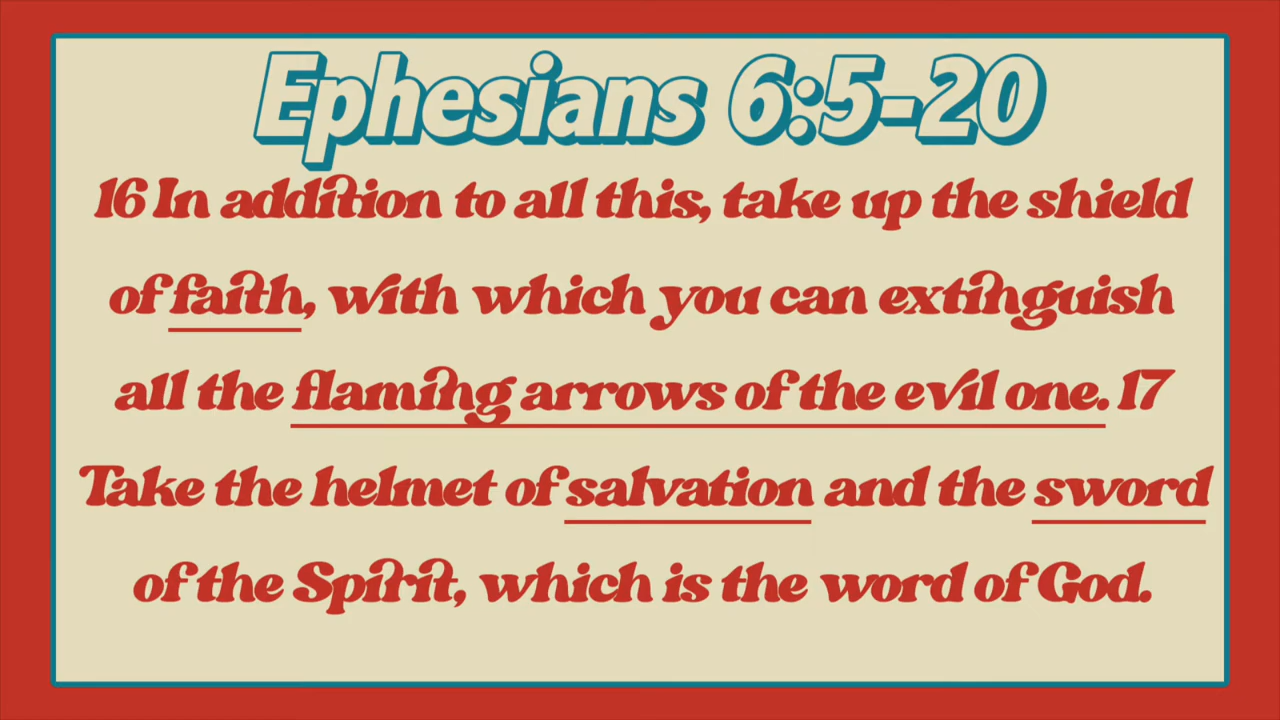 Ephesians 6:5-20
16 In addition to all this, take up the shield
of faith, with which you can extinguish
all the flaming arrows of the evil one. 17
Take the helmet of salvation and the sword
of the Spirit, which is the word of God.